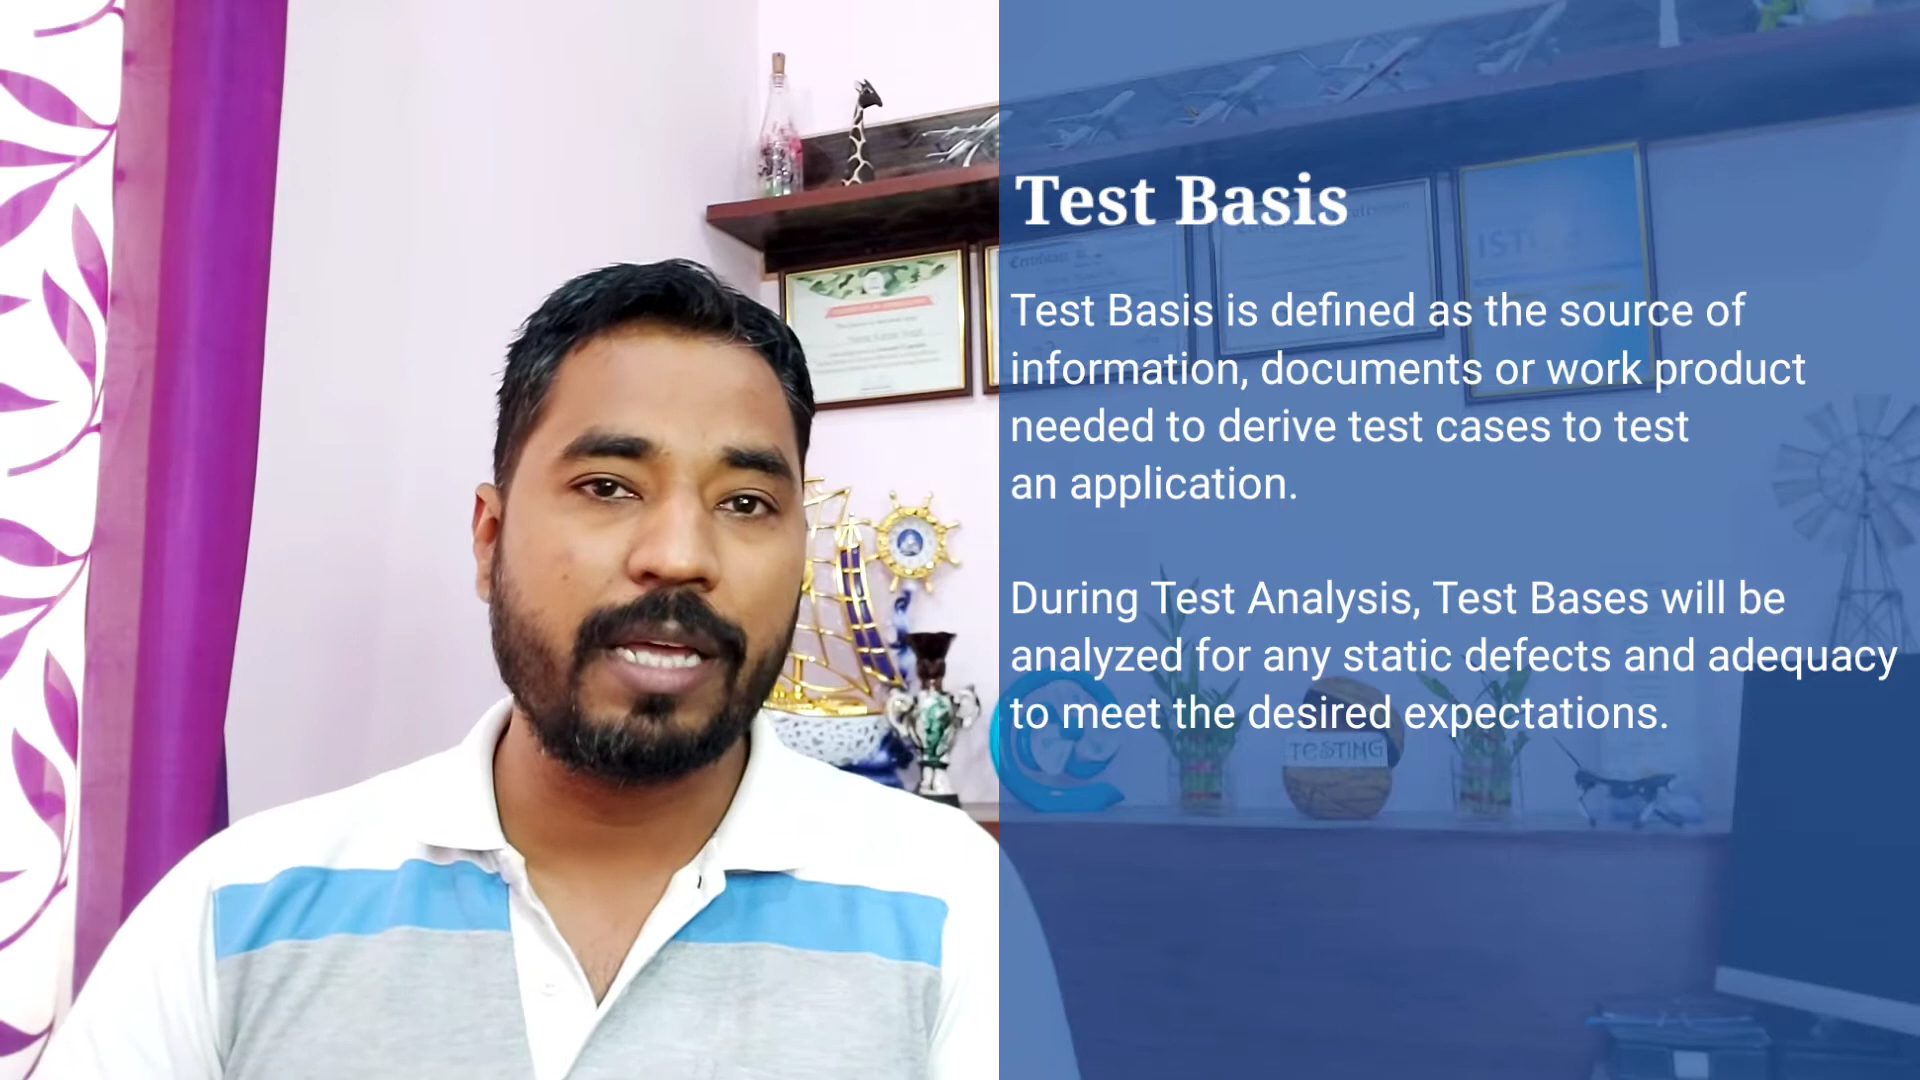 Test Basis
Test Basis is defined as the source of
information, documents or work product
needed to derive test cases to test
an application.
During Test Analysis, Test Bases will be
analyzed for any static defects and adequacy
to meet the desired expectations.
TESTING